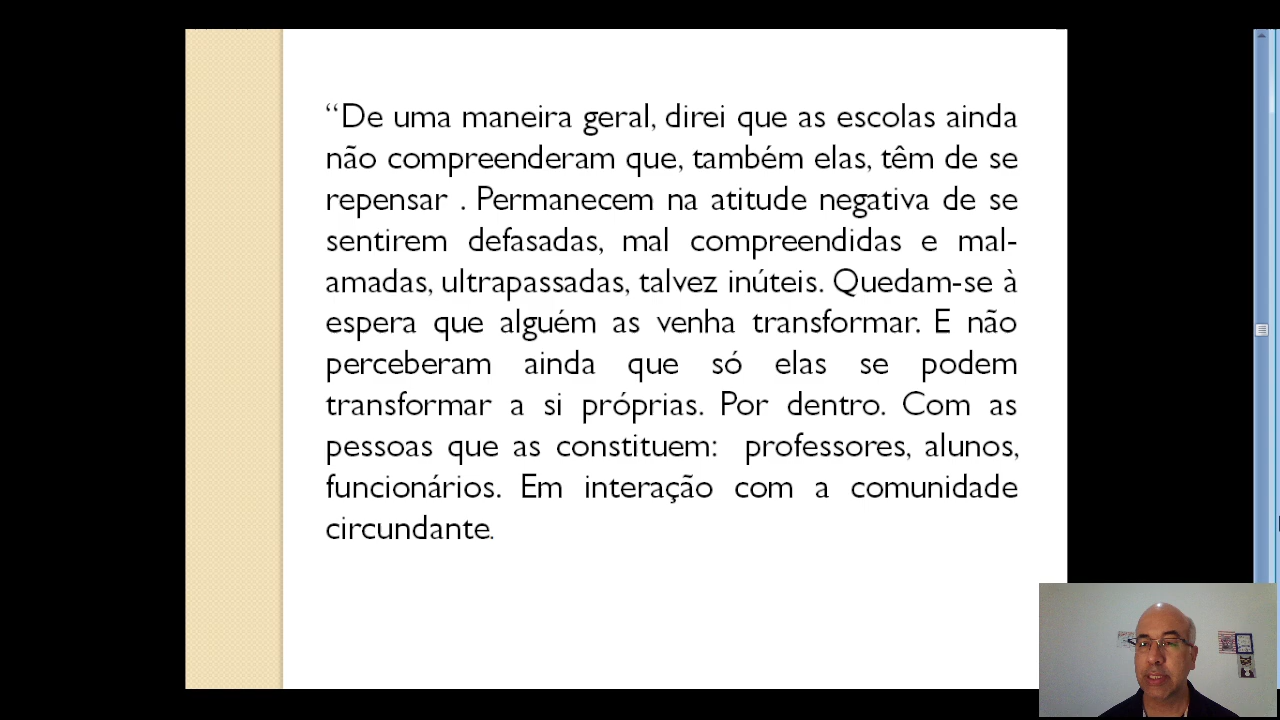 “De uma maneira geral, direi que as escolas ainda
não compreenderam que, também elas, têm de se
repensar . Permanecem na atitude negativa de se
sentirem defasadas, mal compreendidas e mal-
amadas, ultrapassadas, talvez inúteis. Quedam-se à
espera que alguém as venha transformar. E não
perceberam ainda que só elas se podem
transformar a si próprias. Por dentro. Com as
pessoas que as constituem:  professores, alunos,
funcionários. Em interação com a comunidade
circundante.